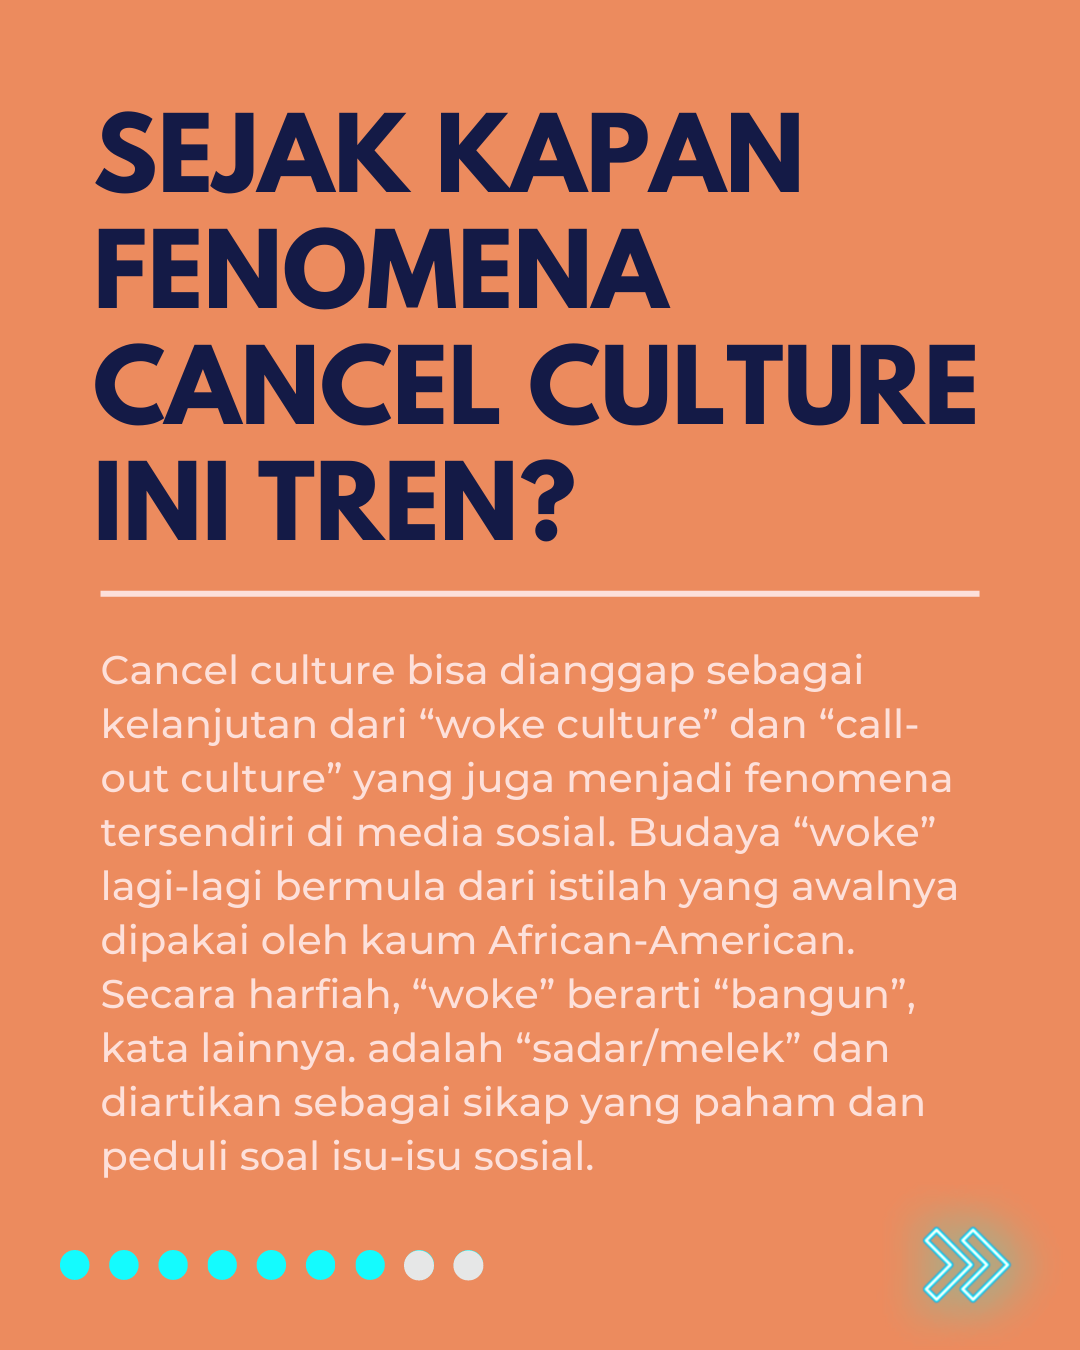 SEJAK KAPAN
FENOMENA
CANCEL CULTURE
INI TREN?
Cancel culture bisa dianggap sebagai
kelanjutan dari “woke culture” dan “call-
out culture” yang juga menjadi fenomena
tersendiri di media sosial. Budaya “woke”
lagi-lagi bermula dari istilah yang awalnya
dipakai oleh kaum African-American.
Secara harfiah, “woke” berarti “bangun”,
kata lainnya. adalah “sadar/melek” dan
diartikan sebagai sikap yang paham dan
peduli soal isu-isu sosial.